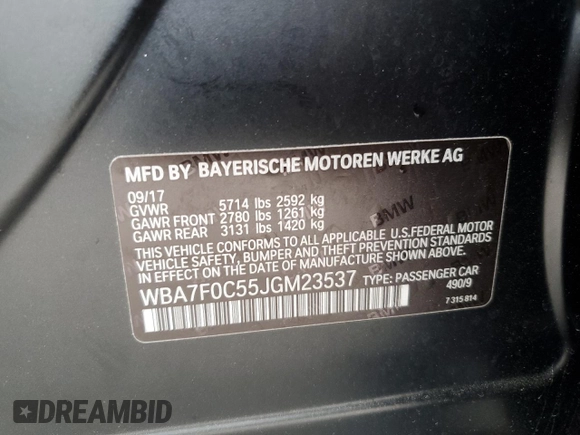 MFD BY BAYERISCHE MOTOREN WERKE AG
09/17
GVWR 5714 lbs 2592 kg
GAWR FRONT 2780 lbs 1261 kg
GAWR REAR 3131 lbs 1420 kg
THIS VEHICLE CONFORMS TO ALL APPLICABLE U.S.FEDERAL MOTOR
VEHICLE SAFETY, BUMPER, AND THEFT PREVENTION STANDARDS
IN EFFECT ON THE DATE OF MANUFACTURE SHOWN ABOVE.
WBA7F0C55JGM23537 TYPE: PASSENGER CAR
490/9
7 315 814
DREAMBID